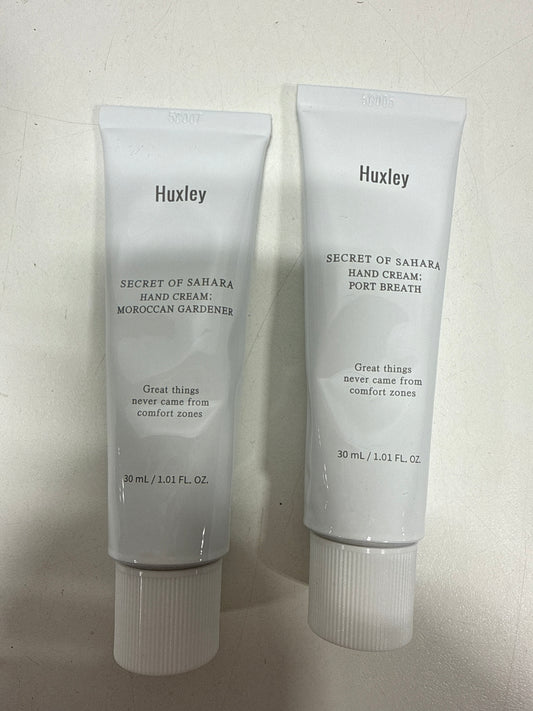 Huxley
SECRET OF SAHARA
HAND CREAM;
MOROCCAN GARDENER
Great things
never came from
comfort zones
30 mL / 1.01 FL. OZ.
Huxley
SECRET OF SAHARA
HAND CREAM;
PORT BREATH
Great things
never came from
comfort zones
30 mL / 1.01 FL. OZ.